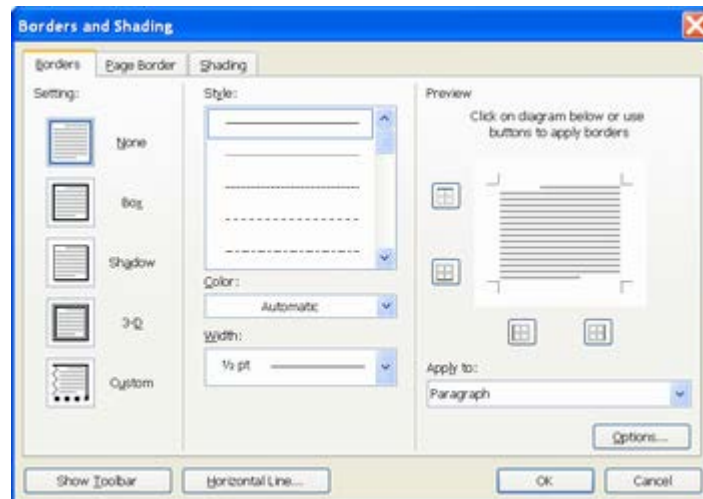 Borders and Shading
Borders
Page Border
Shading
Setting:
None
Box
Shadow
3-D
Custom
Style:
Color:
Automatic
Width:
½ pt
Preview
Click on diagram below or use
buttons to apply borders
Apply to:
Paragraph
Options...
Show Toolbar
Horizontal Line...
OK
Cancel